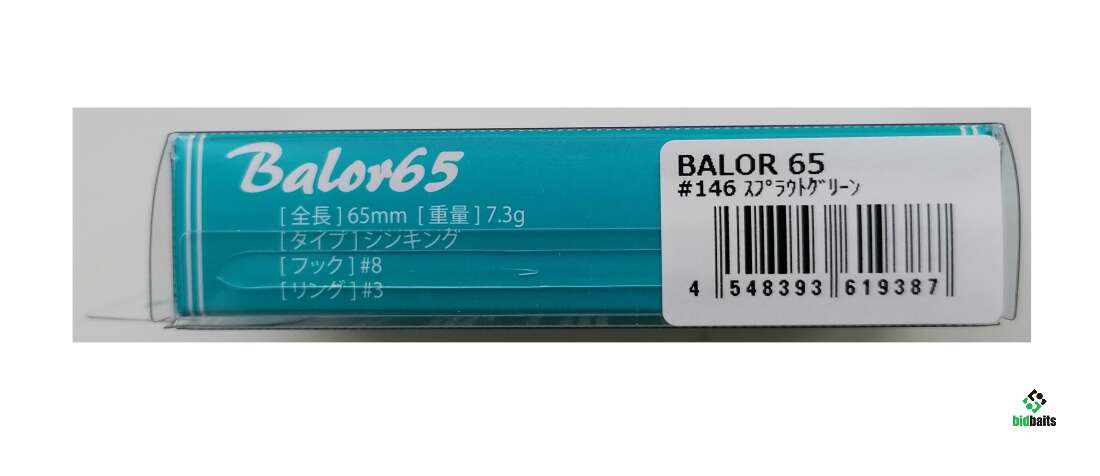 Balor65
[全長]65mm [重量]7.3g
[タイプ]シンキング
[フック]#8
[リング]#3
BALOR 65
#146 ｽﾌﾟﾗｳﾄｸﾞﾘｰﾝ
4 548393 619387
bidbaits